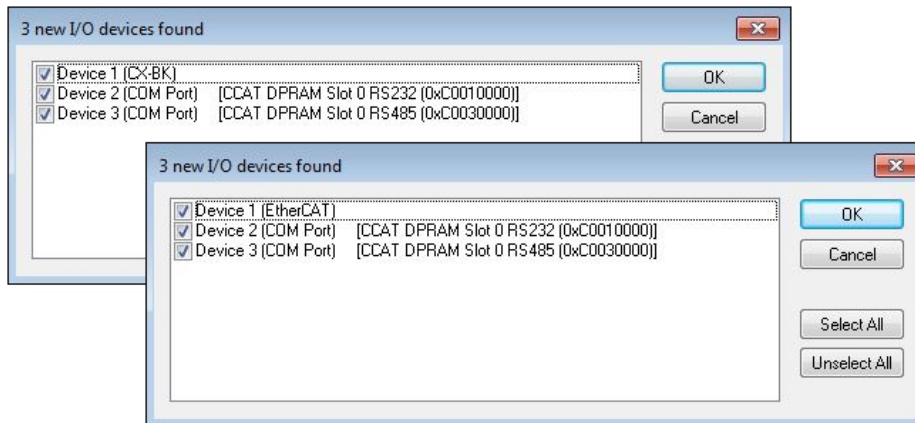 3 new I/O devices found
Device 1 (CX-BK)
Device 2 (COM Port) [CCAT DPRAM Slot 0 RS232 (0xC0010000)]
Device 3 (COM Port) [CCAT DPRAM Slot 0 RS485 (0xC0030000)]
OK
Cancel
3 new I/O devices found
Device 1 (EtherCAT)
Device 2 (COM Port) [CCAT DPRAM Slot 0 RS232 (0xC0010000)]
Device 3 (COM Port) [CCAT DPRAM Slot 0 RS485 (0xC0030000)]
OK
Cancel
Select All
Unselect All